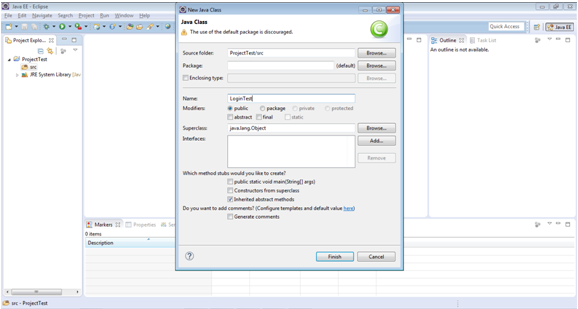 Java EE - Eclipse
File Edit Navigate Search Project Run Window Help
Quick Access
Java EE
Project Explo...
ProjectTest
src
JRE System Library [Jav
New Java Class
Java Class
The use of the default package is discouraged.
Source folder: ProjectTest/src Browse...
Package: (default) Browse...
Enclosing type: Browse...
Name: LoginTest
Modifiers: public package private protected
abstract final static
Superclass: java.lang.Object Browse...
Interfaces: Add...
Remove
Which method stubs would you like to create?
public static void main(String[] args)
Constructors from superclass
Inherited abstract methods
Do you want to add comments? (Configure templates and default value here)
Generate comments
Finish Cancel
Outline Task List
An outline is not available.
Markers Properties Se
0 items
Description
src - ProjectTest